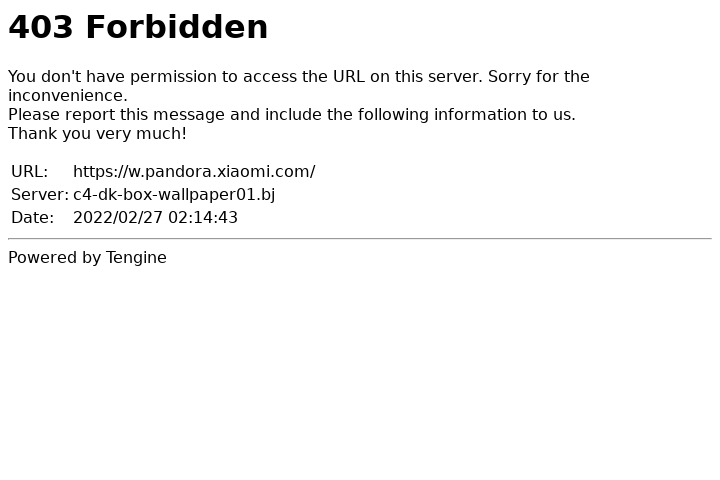 403 Forbidden
You don't have permission to access the URL on this server. Sorry for the
inconvenience.
Please report this message and include the following information to us.
Thank you very much!
URL: https://w.pandora.xiaomi.com/
Server: c4-dk-box-wallpaper01.bj
Date: 2022/02/27 02:14:43
Powered by Tengine